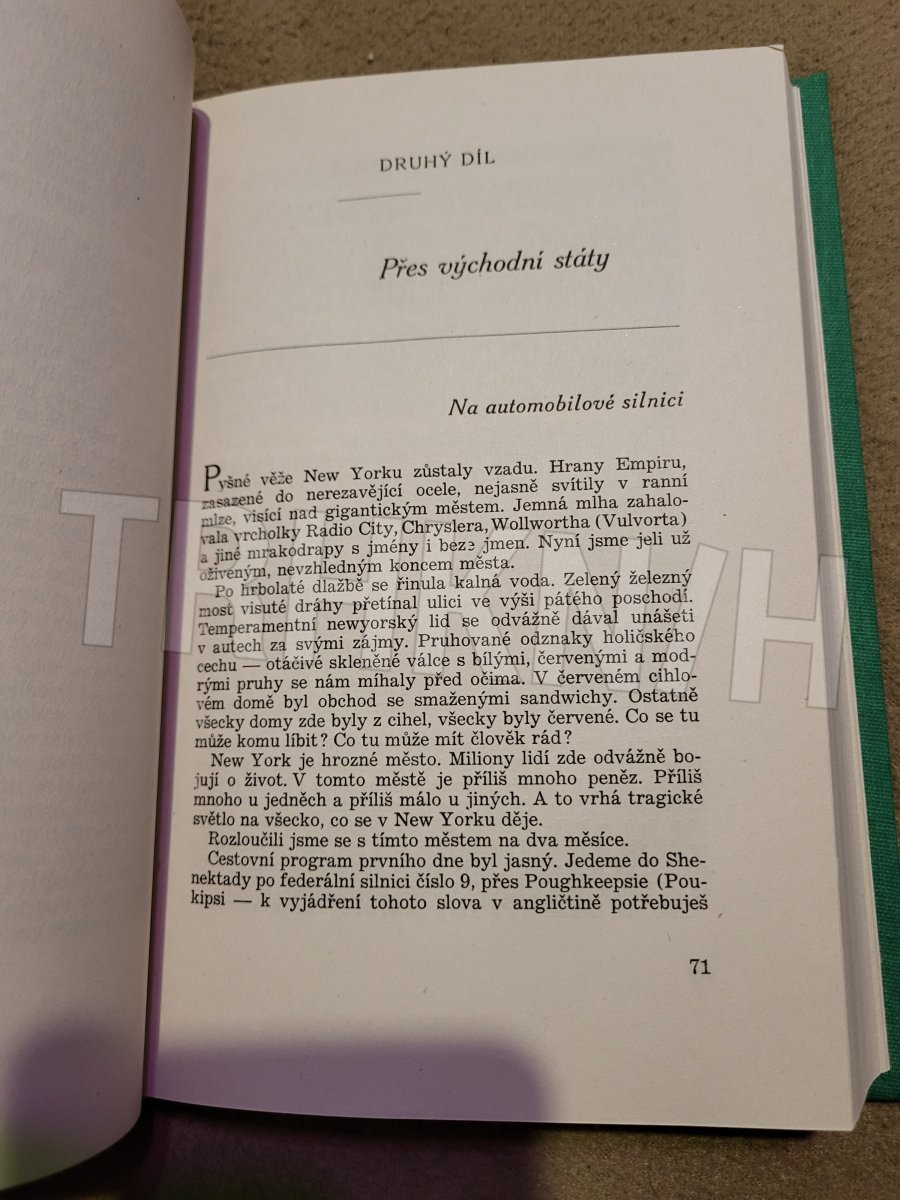 DRUHÝ DÍL
Přes východní státy
Na automobilové silnici
Pyšné věže New Yorku zůstaly vzadu. Hrany Empiru,
zasazené do nerezavějící ocele, nejasně svítily v ranní
mlze, visící nad gigantickým městem. Jemná mlha zahalo-
vala vrcholky Radio City, Chryslera, Wollwortha (Vulvorta)
a jiné mrakodrapy s jmény i beze jmen. Nyní jsme jeli už
oživeným, nevzhledným koncem města.
Po hrbolaté dlažbě se řinula kalná voda. Zelený železný
most visuté dráhy přetínal ulici ve výši pátého poschodí.
Temperamentní newyorský lid se odvážně dával unášeti
v autech za svými zájmy. Pruhované odznaky holičského
cechu — otáčivé skleněné válce s bílými, červenými a mod-
rými pruhy se nám míhaly před očima. V červeném cihlo-
vém domě byl obchod se smaženými sandwichy. Ostatně
všecky domy zde byly z cihel, všecky byly červené. Co se tu
může komu líbit? Co tu může mít člověk rád?
New York je hrozné město. Miliony lidí zde odvážně bo-
jují o život. V tomto městě je příliš mnoho peněz. Příliš
mnoho u jedněch a příliš málo u jiných. A to vrhá tragické
světlo na všecko, co se v New Yorku děje.
Rozloučili jsme se s tímto městem na dva měsíce.
Cestovní program prvního dne byl jasný. Jedeme do She-
nektady po federální silnici číslo 9, přes Poughkeepsie (Pou-
kipsi — k vyjádření tohoto slova v angličtině potřebuješ
71